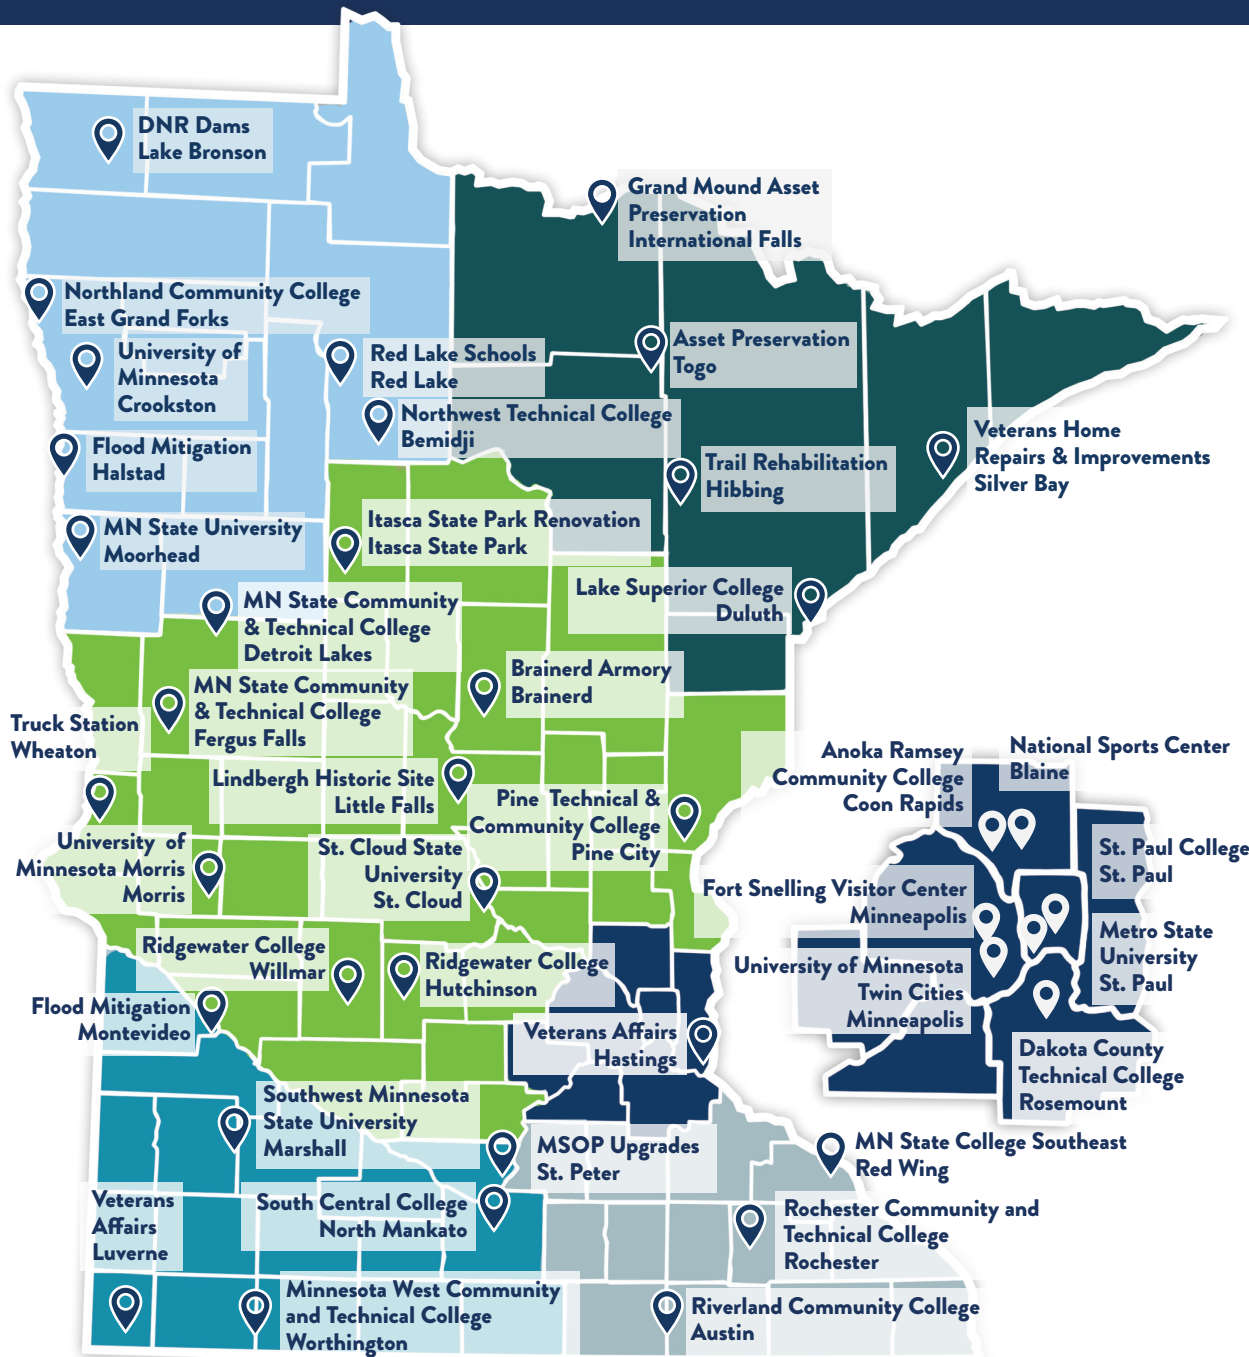 DNR Dams
Lake Bronson
Grand Mound Asset
Preservation
International Falls
Northland Community College
East Grand Forks
University of
Minnesota
Crookston
Red Lake Schools
Red Lake
Asset Preservation
Togo
Northwest Technical College
Bemidji
Flood Mitigation
Halstad
Trail Rehabilitation
Hibbing
Veterans Home
Repairs & Improvements
Silver Bay
MN State University
Moorhead
Itasca State Park Renovation
Itasca State Park
Lake Superior College
Duluth
MN State Community
& Technical College
Detroit Lakes
Brainerd Armory
Brainerd
MN State Community
& Technical College
Fergus Falls
Truck Station
Wheaton
Lindbergh Historic Site
Little Falls
Pine Technical &
Community College
Pine City
Anoka Ramsey
Community College
Coon Rapids
National Sports Center
Blaine
University of
Minnesota Morris
Morris
St. Cloud State
University
St. Cloud
St. Paul College
St. Paul
Fort Snelling Visitor Center
Minneapolis
Metro State
University
St. Paul
Ridgewater College
Willmar
Ridgewater College
Hutchinson
University of Minnesota
Twin Cities
Minneapolis
Flood Mitigation
Montevideo
Veterans Affairs
Hastings
Dakota County
Technical College
Rosemount
Southwest Minnesota
State University
Marshall
MSOP Upgrades
St. Peter
MN State College Southeast
Red Wing
Veterans
Affairs
Luverne
South Central College
North Mankato
Rochester Community and
Technical College
Rochester
Minnesota West Community
and Technical College
Worthington
Riverland Community College
Austin